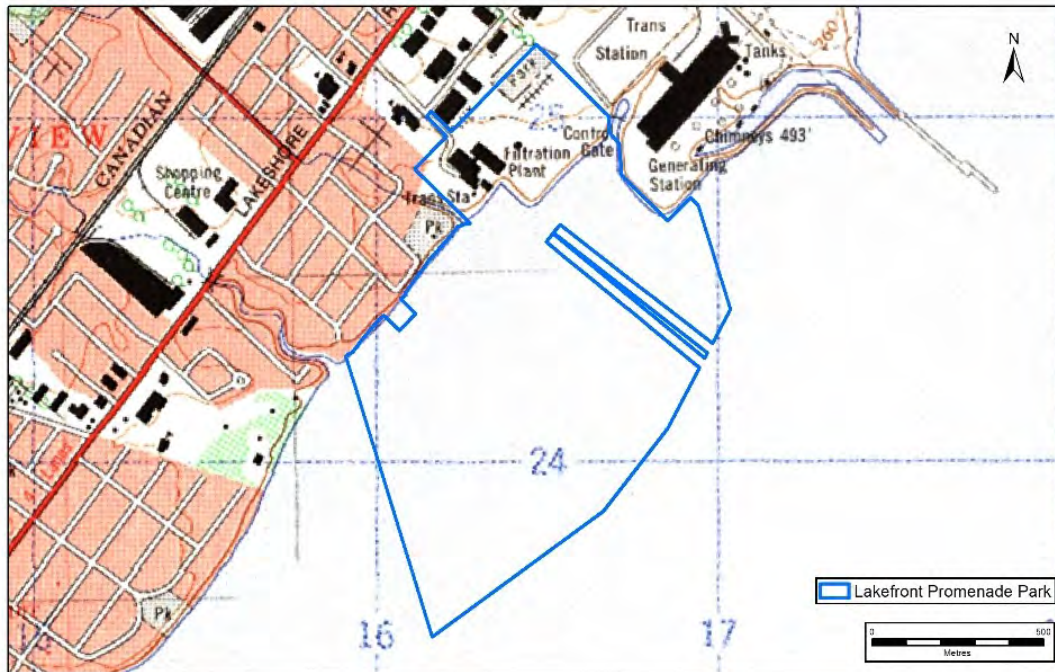 Trans
Station
Tanks
260
N
Park
25
VIEW
CANADIAN
LAKESHORE
Control
Gate
Chimneys 493'
Filtration
Plant
Generating
Station
Shopping
Centre
Trans Sta
Pk
24
Pk
16
17
Lakefront Promenade Park
0 500
Metres